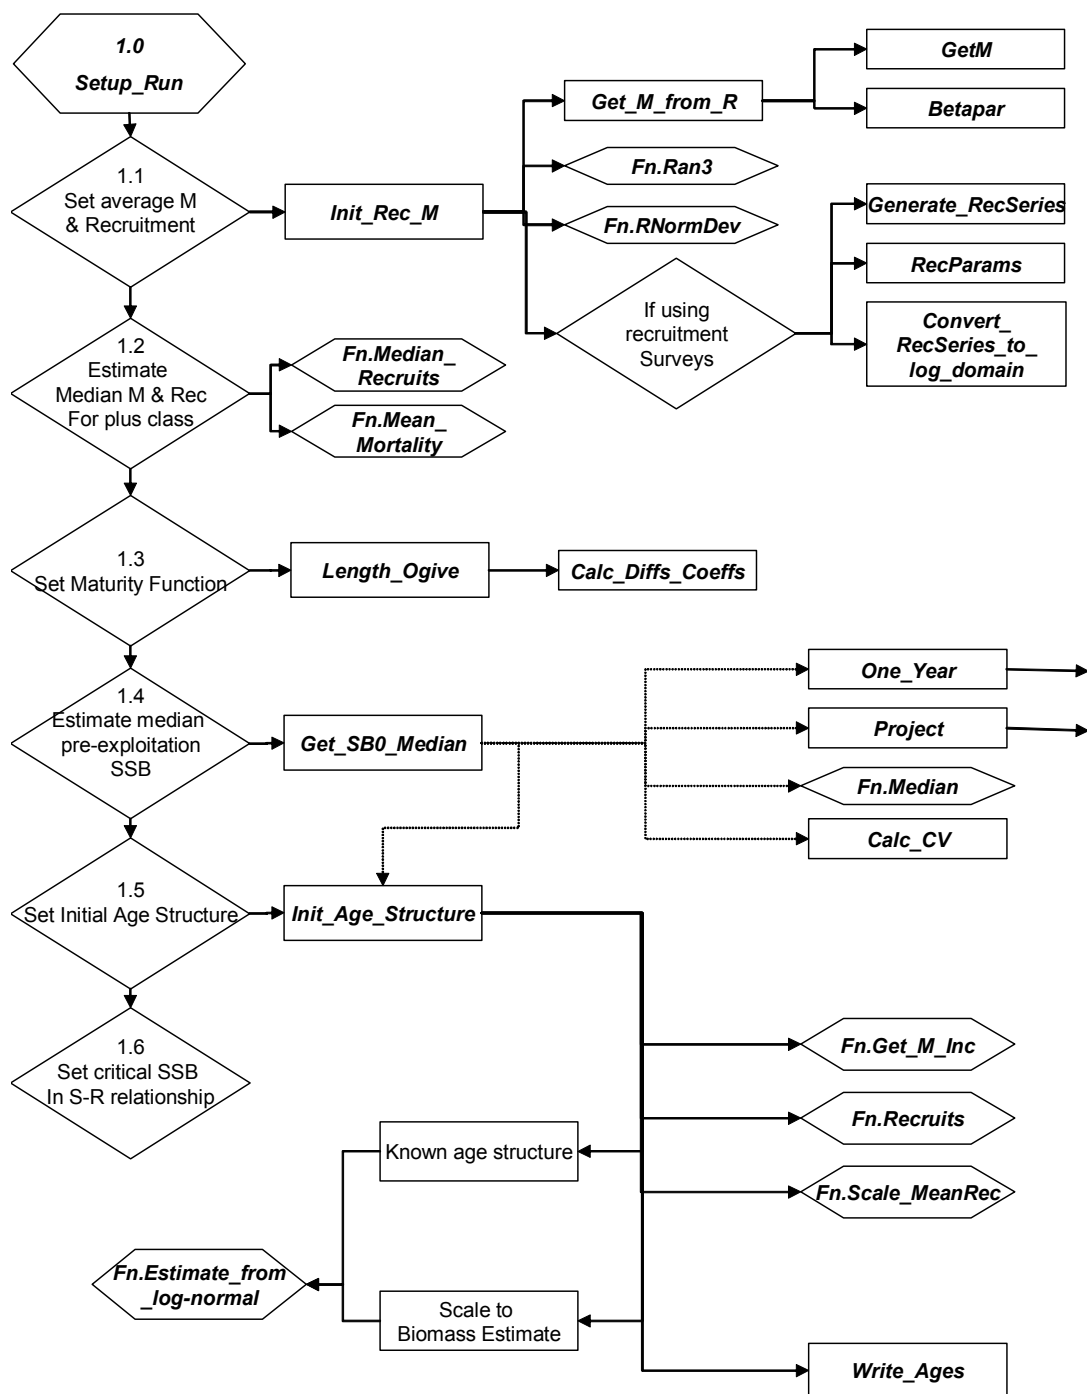 1.0
Setup_Run
GetM
Get_M_from_R
Betapar
1.1
Set average M
& Recruitment
Init_Rec_M
Fn.Ran3
Fn.RNormDev
Generate_RecSeries
RecParams
If using
recruitment
Surveys
Convert_
RecSeries_to_
log_domain
1.2
Estimate
Median M & Rec
For plus class
Fn.Median_
Recruits
Fn.Mean_
Mortality
1.3
Set Maturity Function
Length_Ogive
Calc_Diffs_Coeffs
1.4
Estimate median
pre-exploitation
SSB
Get_SB0_Median
One_Year
Project
Fn.Median
Calc_CV
1.5
Set Initial Age Structure
Init_Age_Structure
1.6
Set critical SSB
In S-R relationship
Fn.Get_M_Inc
Fn.Recruits
Known age structure
Fn.Scale_MeanRec
Fn.Estimate_from
_log-normal
Scale to
Biomass Estimate
Write_Ages